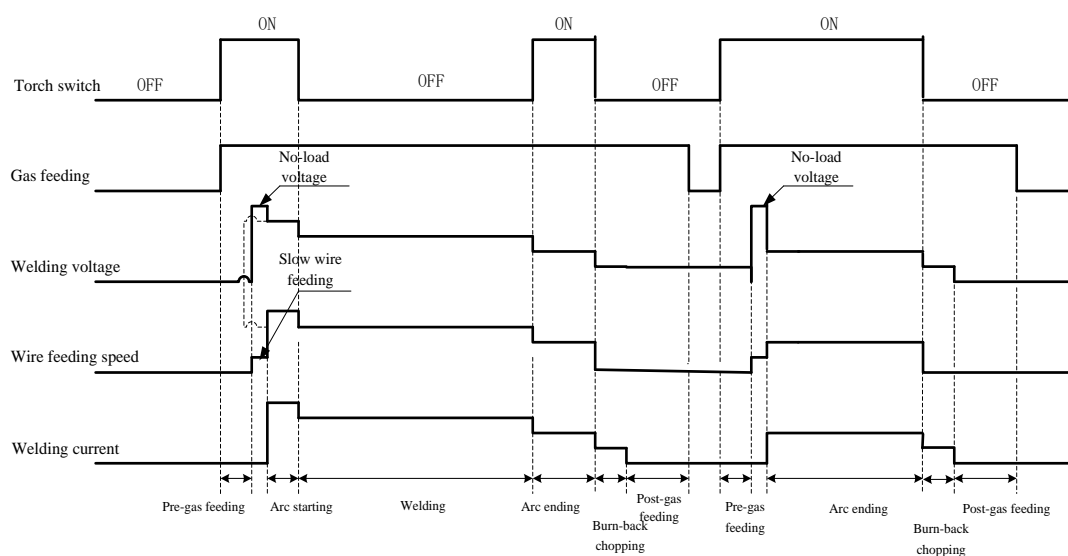 ON
ON
ON
Torch switch
OFF
OFF
OFF
OFF
No-load
voltage
No-load
voltage
Gas feeding
Slow wire
feeding
Welding voltage
Wire feeding speed
Welding current
Pre-gas feeding
Arc starting
Welding
Arc ending
Burn-back
chopping
Post-gas
feeding
Pre-gas
feeding
Arc ending
Burn-back
chopping
Post-gas feeding